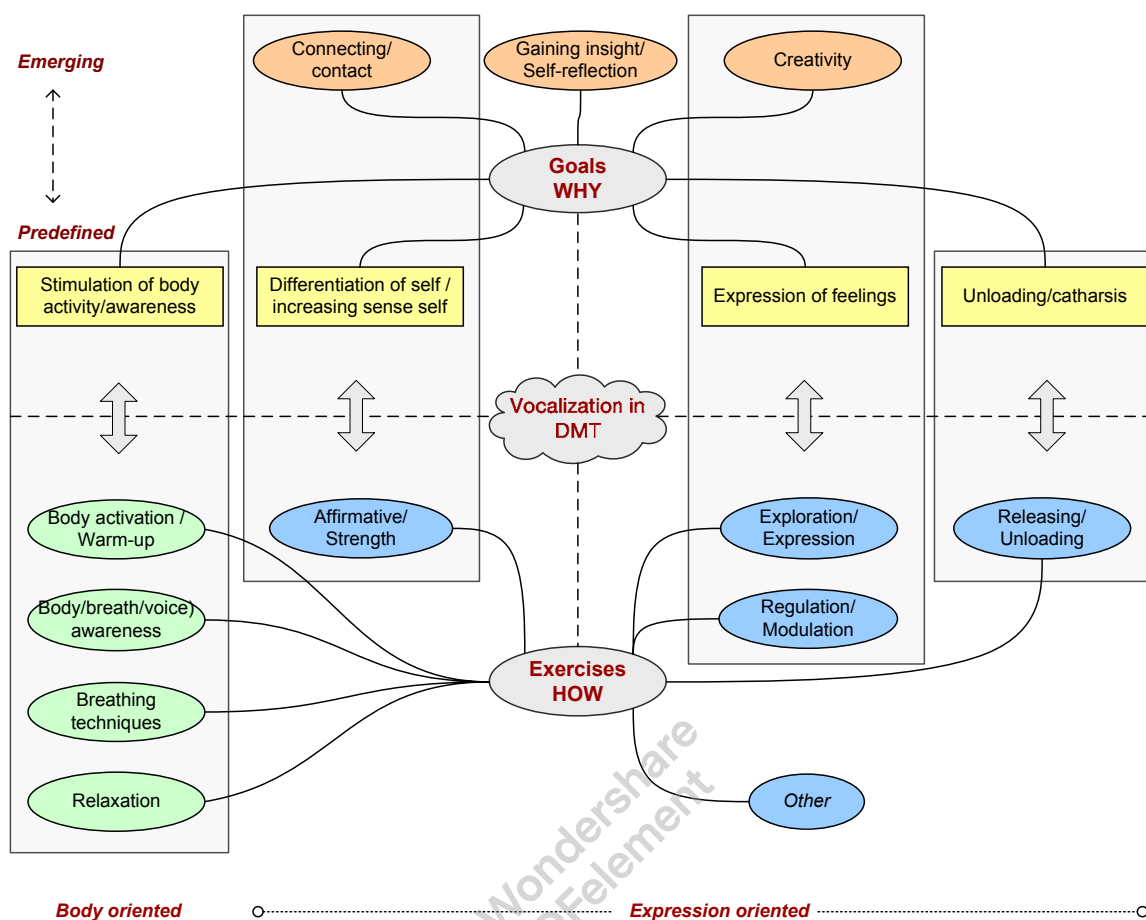 Emerging
Connecting/
contact
Gaining insight/
Self-reflection
Creativity
Goals
WHY
Predefined
Stimulation of body
activity/awareness
Differentiation of self /
increasing sense self
Expression of feelings
Unloading/catharsis
Vocalization in
DMT
Body activation /
Warm-up
Affirmative/
Strength
Exploration/
Expression
Releasing/
Unloading
Body/breath/voice)
awareness
Regulation/
Modulation
Exercises
HOW
Breathing
techniques
Relaxation
Other
Wondershare
PDFelement
Body oriented
Expression oriented